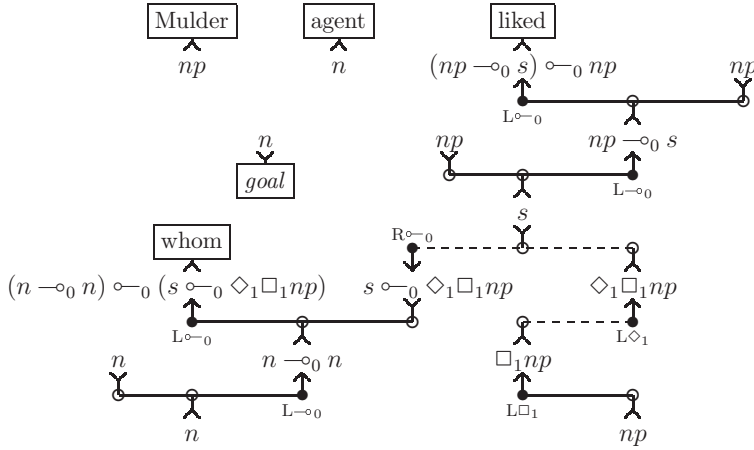 Mulder agent liked
np n (np ⊸₀ s) ⟜₀ np np
L⟜₀
n np np ⊸₀ s
goal
L⊸₀
s
whom R⟜₀
(n ⊸₀ n) ⟜₀ (s ⟜₀ ◇₁□₁np) s ⟜₀ ◇₁□₁np ◇₁□₁np
L⟜₀ L◇₁
n n ⊸₀ n □₁np
L⊸₀ L□₁
n np